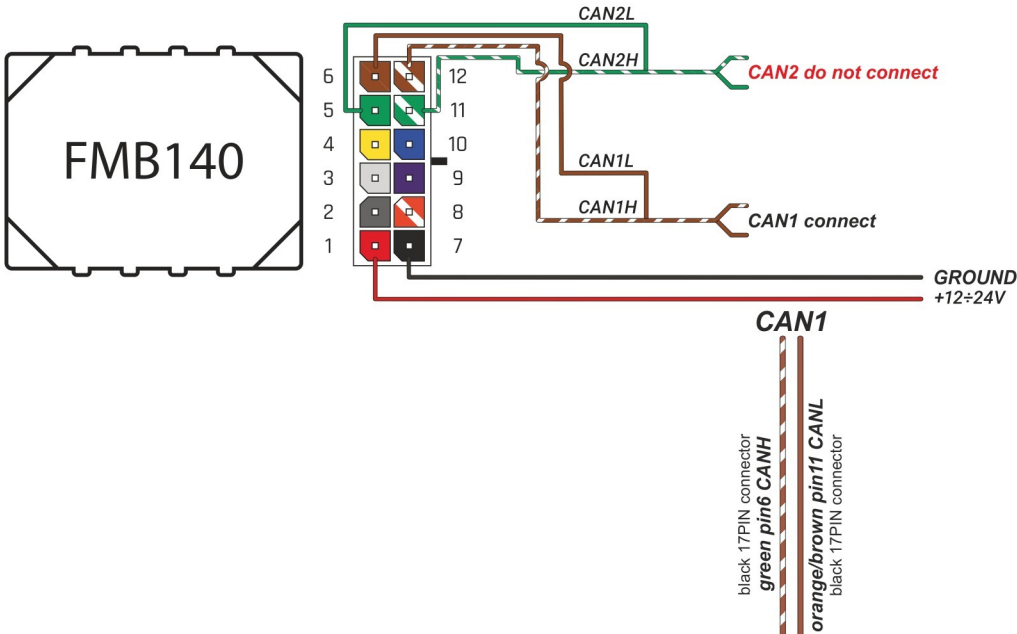 FMB140
6
5
4
3
2
1
12
11
10
9
8
7
CAN2L
CAN2H
CAN2 do not connect
CAN1L
CAN1H
CAN1 connect
GROUND
+12÷24V
CAN1
black 17PIN connector
green pin6 CANH
orange/brown pin11 CANL
black 17PIN connector